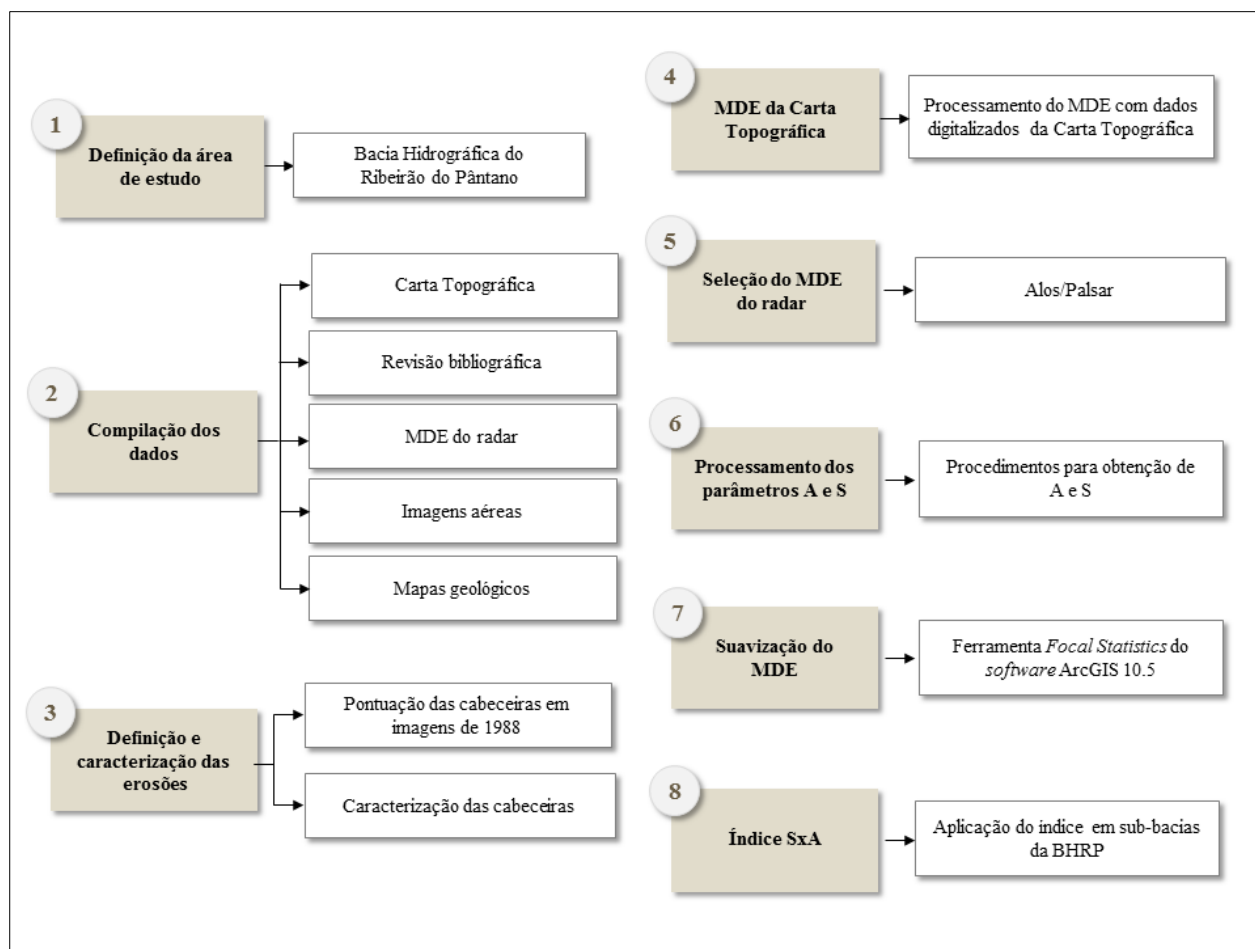 1
Definição da área
de estudo
Bacia Hidrográfica do
Ribeirão do Pântano
2
Compilação dos
dados
Carta Topográfica
Revisão bibliográfica
MDE do radar
Imagens aéreas
Mapas geológicos
3
Definição e
caracterização das
erosões
Pontuação das cabeceiras em
imagens de 1988
Caracterização das cabeceiras
4
MDE da Carta
Topográfica
Processamento do MDE com dados
digitalizados da Carta Topográfica
5
Seleção do MDE
do radar
Alos/Palsar
6
Processamento dos
parâmetros A e S
Procedimentos para obtenção de
A e S
7
Suavização do
MDE
Ferramenta Focal Statistics do
software ArcGIS 10.5
8
Índice SxA
Aplicação do indice em sub-bacias
da BHRP